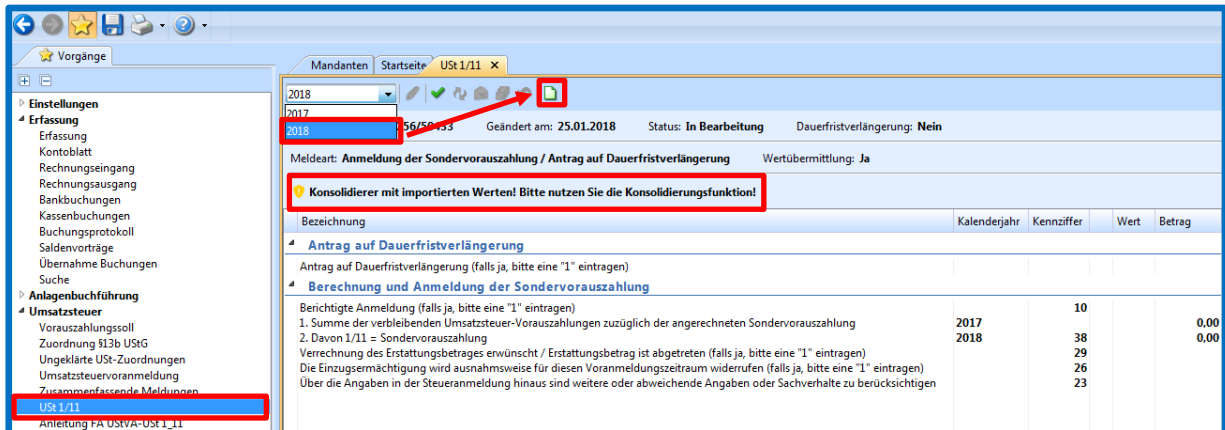 Vorgänge
Mandanten Startseite USt 1/11
2018
2017
2018
Geändert am: 25.01.2018 Status: In Bearbeitung Dauerfristverlängerung: Nein
Meldeart: Anmeldung der Sondervorauszahlung / Antrag auf Dauerfristverlängerung Wertübermittlung: Ja
Konsolidierer mit importierten Werten! Bitte nutzen Sie die Konsolidierungsfunktion!
Bezeichnung Kalenderjahr Kennziffer Wert Betrag
Antrag auf Dauerfristverlängerung
Antrag auf Dauerfristverlängerung (falls ja, bitte eine "1" eintragen)
Berechnung und Anmeldung der Sondervorauszahlung
Berichtigte Anmeldung (falls ja, bitte eine "1" eintragen) 10
1. Summe der verbleibenden Umsatzsteuer-Vorauszahlungen zuzüglich der angerechneten Sondervorauszahlung 2017 0,00
2. Davon 1/11 = Sondervorauszahlung 2018 38 0,00
Verrechnung des Erstattungsbetrages erwünscht / Erstattungsbetrag ist abgetreten (falls ja, bitte eine "1" eintragen) 29
Die Einzugsermächtigung wird ausnahmsweise für diesen Voranmeldungszeitraum widerrufen (falls ja, bitte eine "1" eintragen) 26
Über die Angaben in der Steueranmeldung hinaus sind weitere oder abweichende Angaben oder Sachverhalte zu berücksichtigen 23
Einstellungen
Erfassung
Erfassung
Kontoblatt
Rechnungseingang
Rechnungsausgang
Bankbuchungen
Kassenbuchungen
Buchungsprotokoll
Saldenvorträge
Übernahme Buchungen
Suche
Anlagenbuchführung
Umsatzsteuer
Vorauszahlungssoll
Zuordnung §13b UStG
Ungeklärte USt-Zuordnungen
Umsatzsteuervoranmeldung
Zusammenfassende Meldungen
USt 1/11
Anleitung FA UStVA-USt 1_11